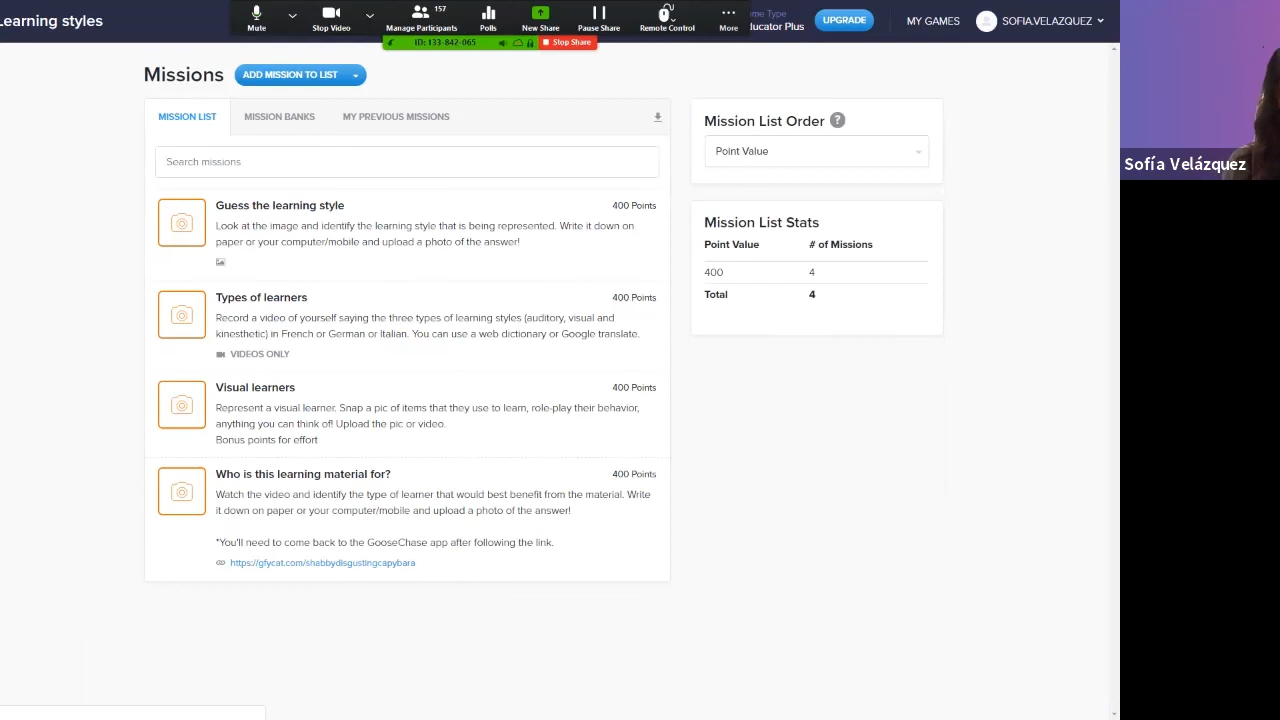 Learning styles
Mute
Stop Video
Manage Participants
157
Polls
New Share
Pause Share
Remote Control
More
ID: 133-842-065
Stop Share
me Type
ducator Plus
UPGRADE
MY GAMES
SOFIA.VELAZQUEZ
Sofía Velázquez
Missions
ADD MISSION TO LIST
MISSION LIST
MISSION BANKS
MY PREVIOUS MISSIONS
Search missions
Guess the learning style
400 Points
Look at the image and identify the learning style that is being represented. Write it down on
paper or your computer/mobile and upload a photo of the answer!
Types of learners
400 Points
Record a video of yourself saying the three types of learning styles (auditory, visual and
kinesthetic) in French or German or Italian. You can use a web dictionary or Google translate.
VIDEOS ONLY
Visual learners
400 Points
Represent a visual learner. Snap a pic of items that they use to learn, role-play their behavior,
anything you can think of! Upload the pic or video.
Bonus points for effort
Who is this learning material for?
400 Points
Watch the video and identify the type of learner that would best benefit from the material. Write
it down on paper or your computer/mobile and upload a photo of the answer!
*You'll need to come back to the GooseChase app after following the link.
https://gfycat.com/shabbydisgustingcapybara
Mission List Order ?
Point Value
Mission List Stats
Point Value # of Missions
400 4
Total 4